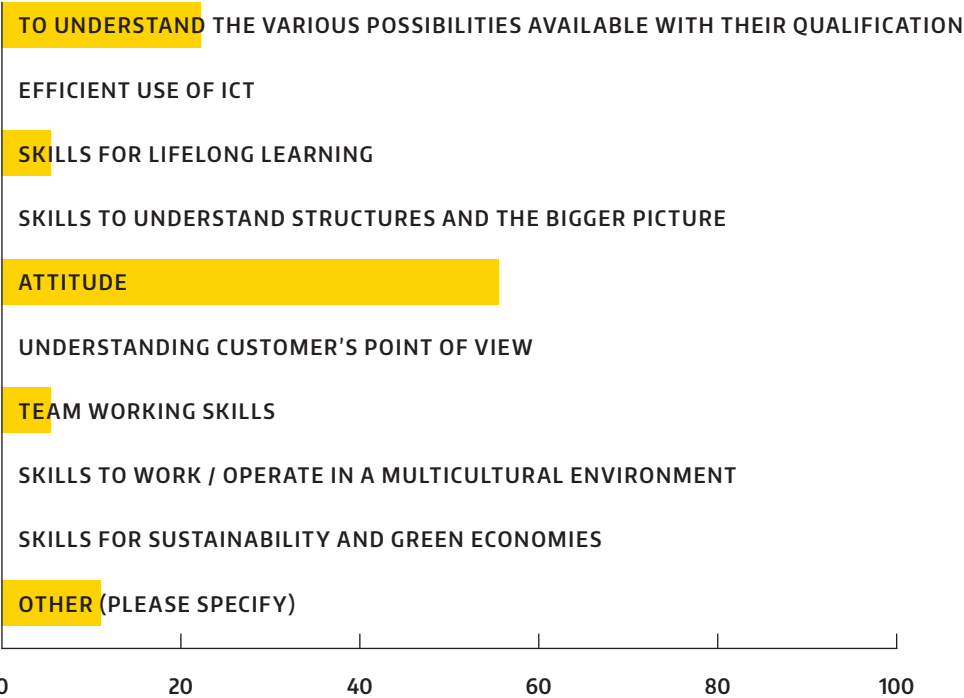 TO UNDERSTAND THE VARIOUS POSSIBILITIES AVAILABLE WITH THEIR QUALIFICATION
EFFICIENT USE OF ICT
SKILLS FOR LIFELONG LEARNING
SKILLS TO UNDERSTAND STRUCTURES AND THE BIGGER PICTURE
ATTITUDE
UNDERSTANDING CUSTOMER’S POINT OF VIEW
TEAM WORKING SKILLS
SKILLS TO WORK / OPERATE IN A MULTICULTURAL ENVIRONMENT
SKILLS FOR SUSTAINABILITY AND GREEN ECONOMIES
OTHER (PLEASE SPECIFY)
0 20 40 60 80 100